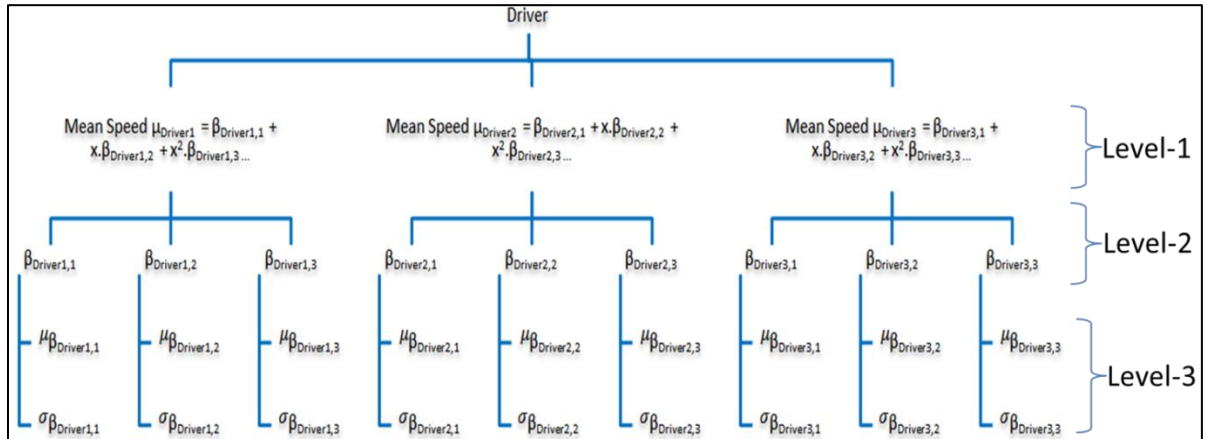 Driver
Mean Speed μDriver1 = βDriver1,1 +
x.βDriver1,2 + x².βDriver1,3 ...
Mean Speed μDriver2 = βDriver2,1 + x.βDriver2,2 +
x².βDriver2,3 ...
Mean Speed μDriver3 = βDriver3,1 +
x.βDriver3,2 + x².βDriver3,3 ...
Level-1
βDriver1,1 βDriver1,2 βDriver1,3 βDriver2,1 βDriver2,2 βDriver2,3 βDriver3,1 βDriver3,2 βDriver3,3
Level-2
μβDriver1,1 μβDriver1,2 μβDriver1,3 μβDriver2,1 μβDriver2,2 μβDriver2,3 μβDriver3,1 μβDriver3,2 μβDriver3,3
Level-3
σβDriver1,1 σβDriver1,2 σβDriver1,3 σβDriver2,1 σβDriver2,2 σβDriver2,3 σβDriver3,1 σβDriver3,2 σβDriver3,3